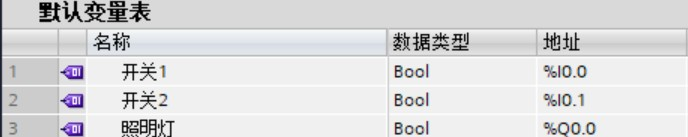 默认变量表
名称 数据类型 地址
1 开关1 Bool %I0.0
2 开关2 Bool %I0.1
3 照明灯 Bool %Q0.0